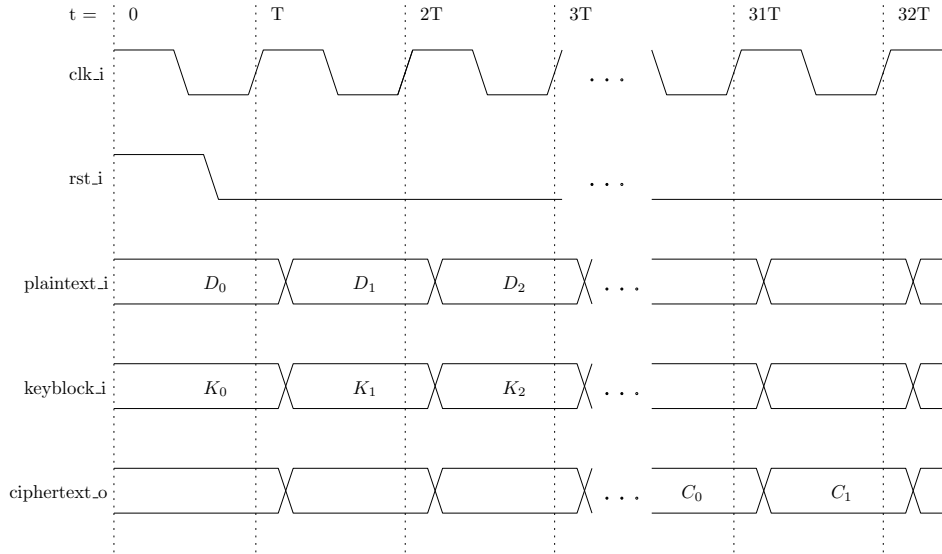 t = 0 T 2T 3T 31T 32T
clk_i . . .
rst_i . . .
plaintext_i D₀ D₁ D₂ . . .
keyblock_i K₀ K₁ K₂ . . .
ciphertext_o . . . C₀ C₁